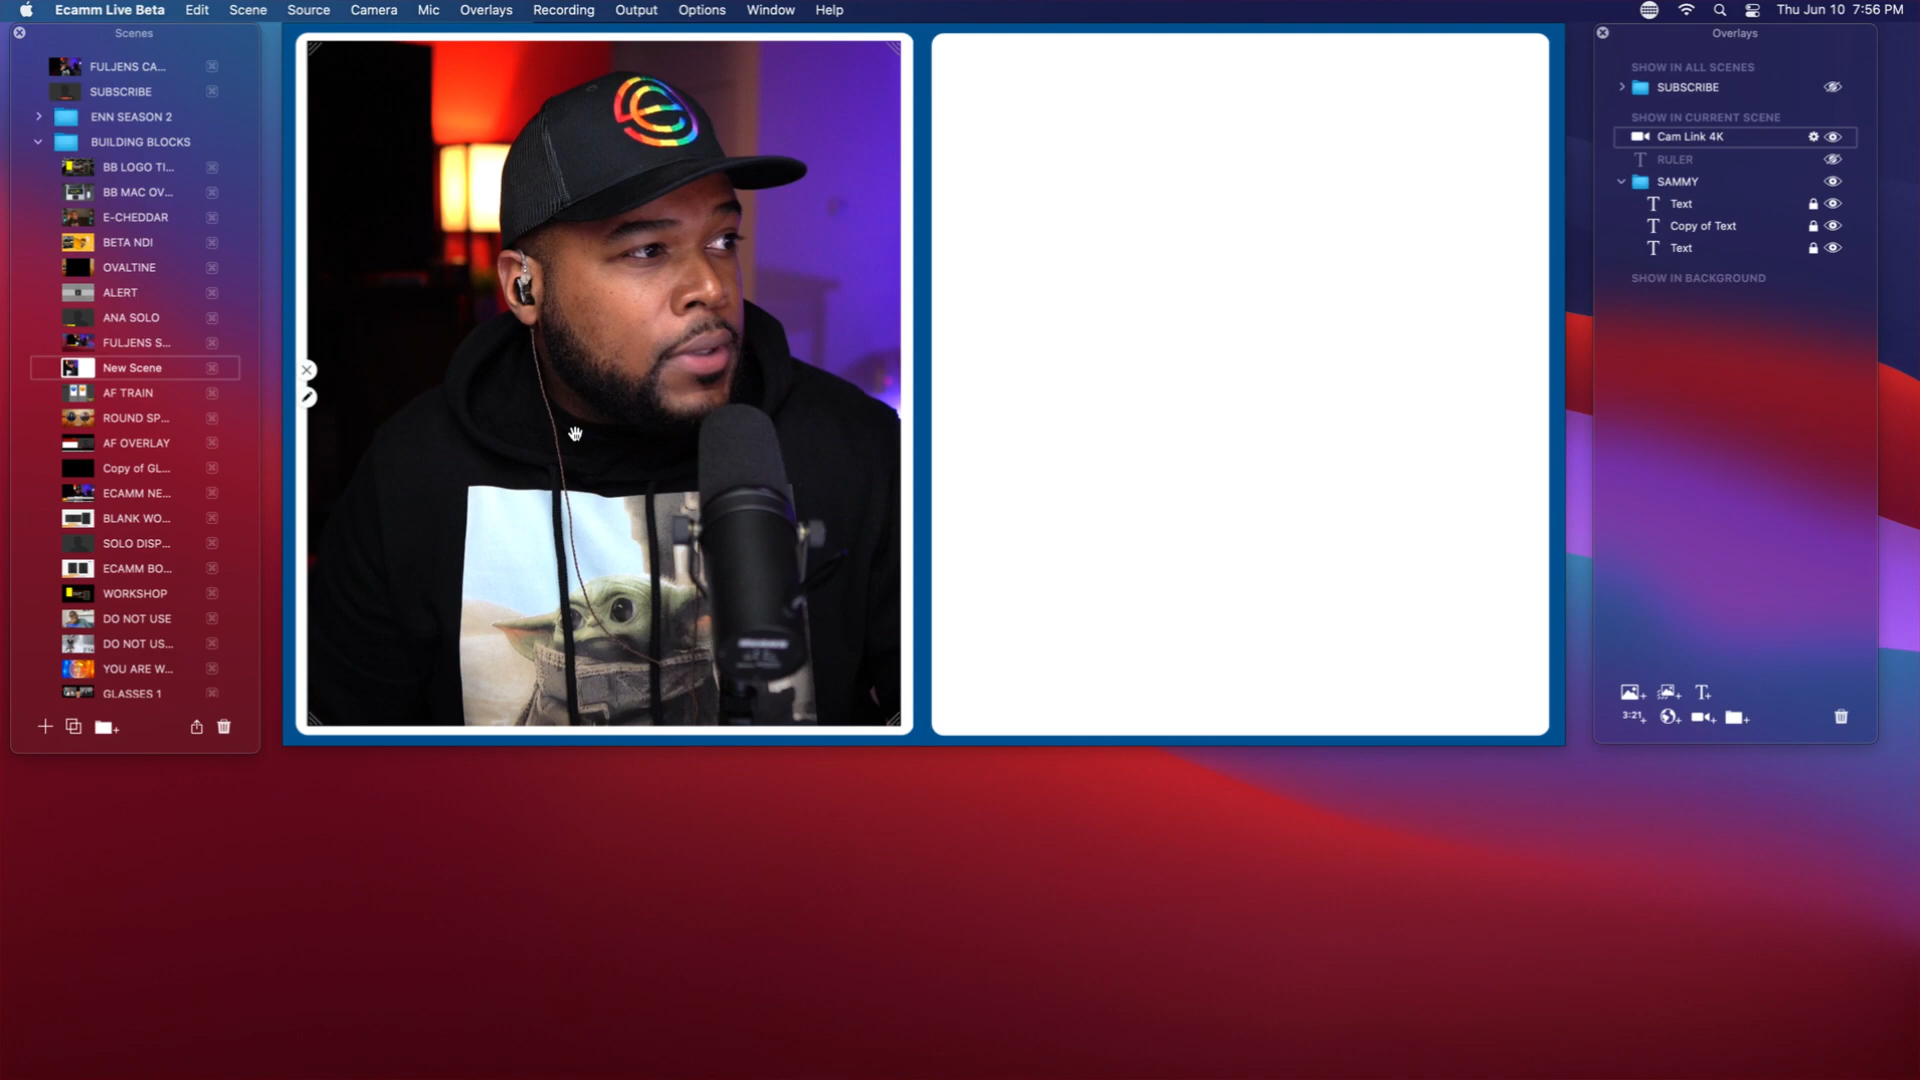 Ecamm Live Beta Edit Scene Source Camera Mic Overlays Recording Output Options Window Help Thu Jun 10 7:56 PM
Scenes
FULJENS CA...
SUBSCRIBE
ENN SEASON 2
BUILDING BLOCKS
BB LOGO TI...
BB MAC OV...
E-CHEDDAR
BETA NDI
OVALTINE
ALERT
ANA SOLO
FULJENS S...
New Scene
AF TRAIN
ROUND SP...
AF OVERLAY
Copy of GL...
ECAMM NE...
BLANK WO...
SOLO DISP...
ECAMM BO...
WORKSHOP
DO NOT USE
DO NOT US...
YOU ARE W...
GLASSES 1
Overlays
SHOW IN ALL SCENES
SUBSCRIBE
SHOW IN CURRENT SCENE
Cam Link 4K
RULER
SAMMY
Text
Copy of Text
Text
SHOW IN BACKGROUND
3:21